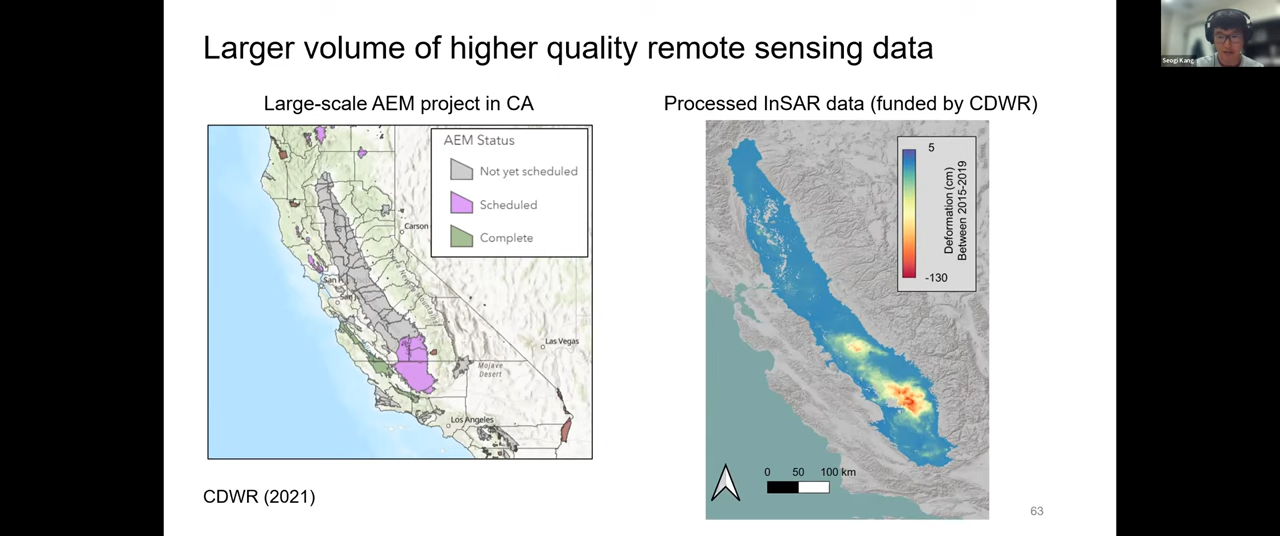 Larger volume of higher quality remote sensing data
Seogi Kang
Large-scale AEM project in CA
AEM Status
Not yet scheduled
Scheduled
Complete
Carson
San F
San J
Las Vegas
Mojave
Desert
Los Angeles
CDWR (2021)
Processed InSAR data (funded by CDWR)
5
Deformation (cm)
Between 2015-2019
-130
0 50 100 km
63